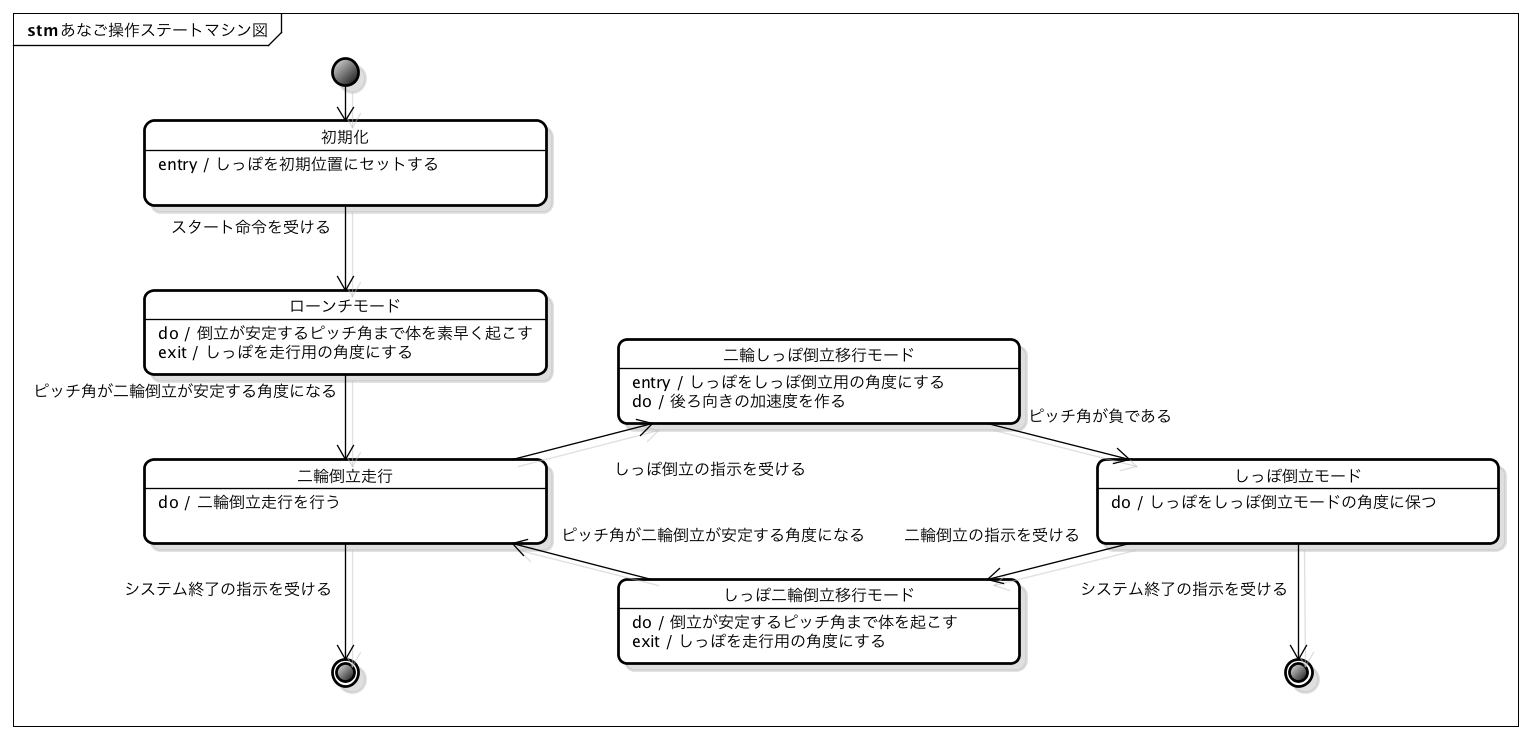 stm あなご操作ステートマシン図
初期化
entry / しっぽを初期位置にセットする
スタート命令を受ける
ローンチモード
do / 倒立が安定するピッチ角まで体を素早く起こす
exit / しっぽを走行用の角度にする
ピッチ角が二輪倒立が安定する角度になる
二輪しっぽ倒立移行モード
entry / しっぽをしっぽ倒立用の角度にする
do / 後ろ向きの加速度を作る
ピッチ角が負である
しっぽ倒立の指示を受ける
二輪倒立走行
do / 二輪倒立走行を行う
しっぽ倒立モード
do / しっぽをしっぽ倒立モードの角度に保つ
ピッチ角が二輪倒立が安定する角度になる
二輪倒立の指示を受ける
システム終了の指示を受ける
しっぽ二輪倒立移行モード
do / 倒立が安定するピッチ角まで体を起こす
exit / しっぽを走行用の角度にする
システム終了の指示を受ける